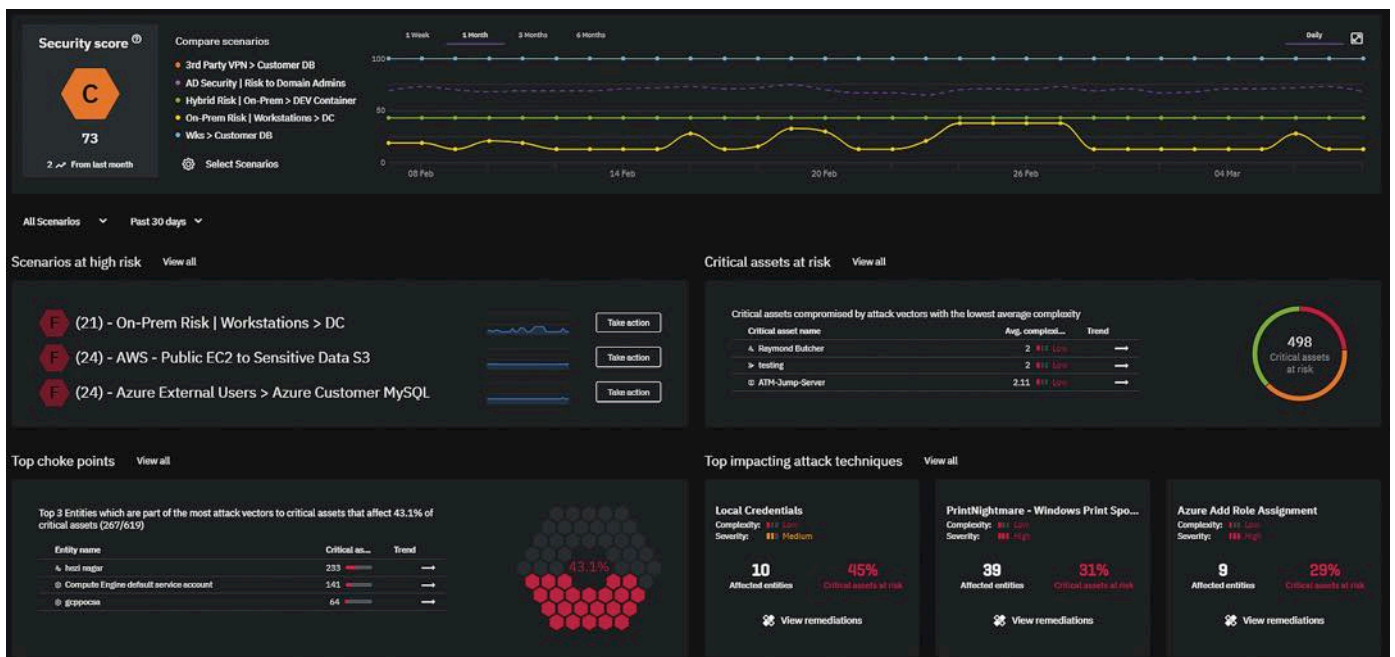 Security score
C
73
2 From last month
Compare scenarios
3rd Party VPN > Customer DB
AD Security | Risk to Domain Admins
Hybrid Risk | On-Prem > DEV Container
On-Prem Risk | Workstations > DC
Wks > Customer DB
Select Scenarios
1 Week 1 Month 3 Months 6 Months Daily
100
50
0
08 Feb 14 Feb 20 Feb 26 Feb 04 Mar
All Scenarios Past 30 days
Scenarios at high risk View all
F (21) - On-Prem Risk | Workstations > DC Take action
F (24) - AWS - Public EC2 to Sensitive Data S3 Take action
F (24) - Azure External Users > Azure Customer MySQL Take action
Critical assets at risk View all
Critical assets compromised by attack vectors with the lowest average complexity
Critical asset name Avg. complexi... Trend
Raymond Butcher 2 Low
testing 2 Low
ATM-Jump-Server 2.11 Low
498
Critical assets
at risk
Top choke points View all
Top 3 Entities which are part of the most attack vectors to critical assets that affect 43.1% of
critical assets (267/619)
Entity name Critical as... Trend
hezi nagar 233
Compute Engine default service account 141
gcppocsa 64
43.1%
Top impacting attack techniques View all
Local Credentials
Complexity: Low
Severity: Medium
10 45%
Affected entities Critical assets at risk
View remediations
PrintNightmare - Windows Print Spo...
Complexity: Low
Severity: High
39 31%
Affected entities Critical assets at risk
View remediations
Azure Add Role Assignment
Complexity: Low
Severity: High
9 29%
Affected entities Critical assets at risk
View remediations